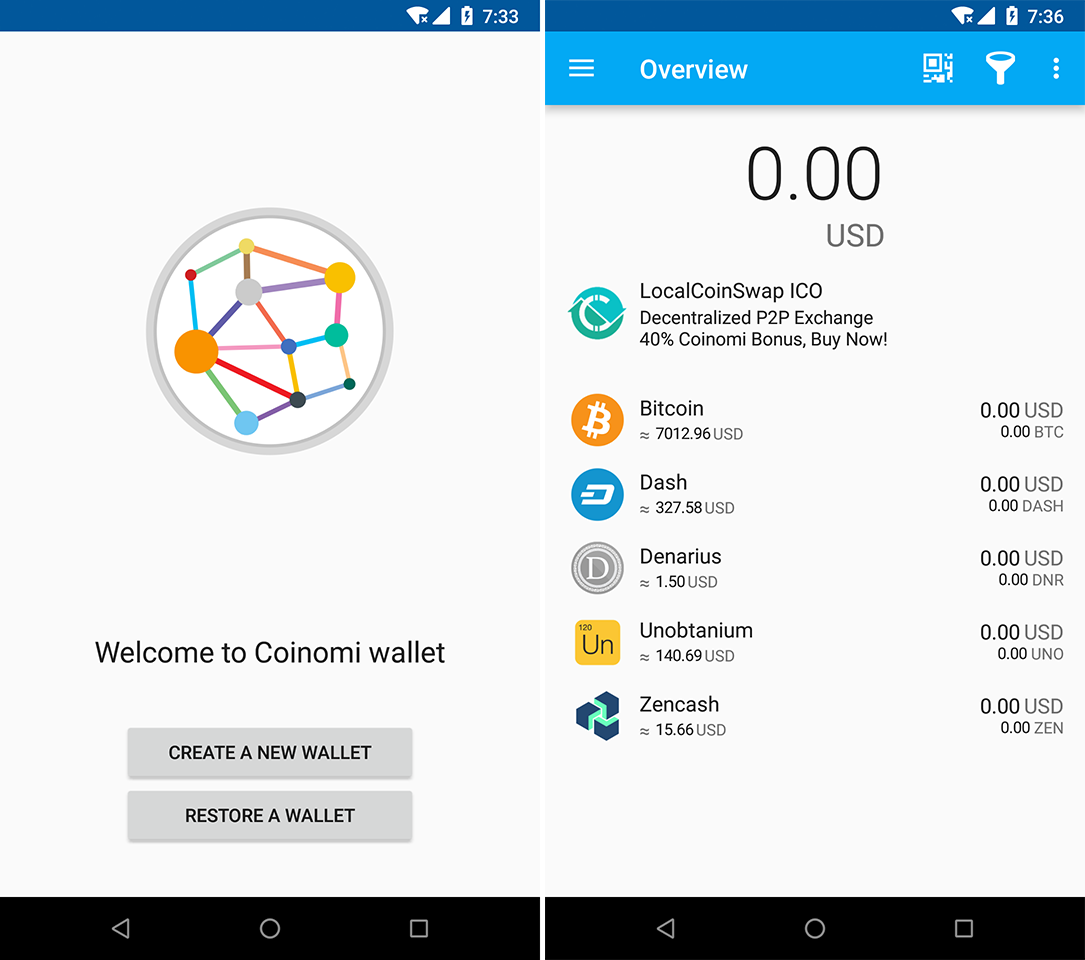 7:33
Welcome to Coinomi wallet
CREATE A NEW WALLET
RESTORE A WALLET
7:36
Overview
0.00
USD
LocalCoinSwap ICO
Decentralized P2P Exchange
40% Coinomi Bonus, Buy Now!
Bitcoin 0.00 USD
≈ 7012.96 USD 0.00 BTC
Dash 0.00 USD
≈ 327.58 USD 0.00 DASH
D
Denarius 0.00 USD
≈ 1.50 USD 0.00 DNR
120
Un
Unobtanium 0.00 USD
≈ 140.69 USD 0.00 UNO
Zencash 0.00 USD
≈ 15.66 USD 0.00 ZEN